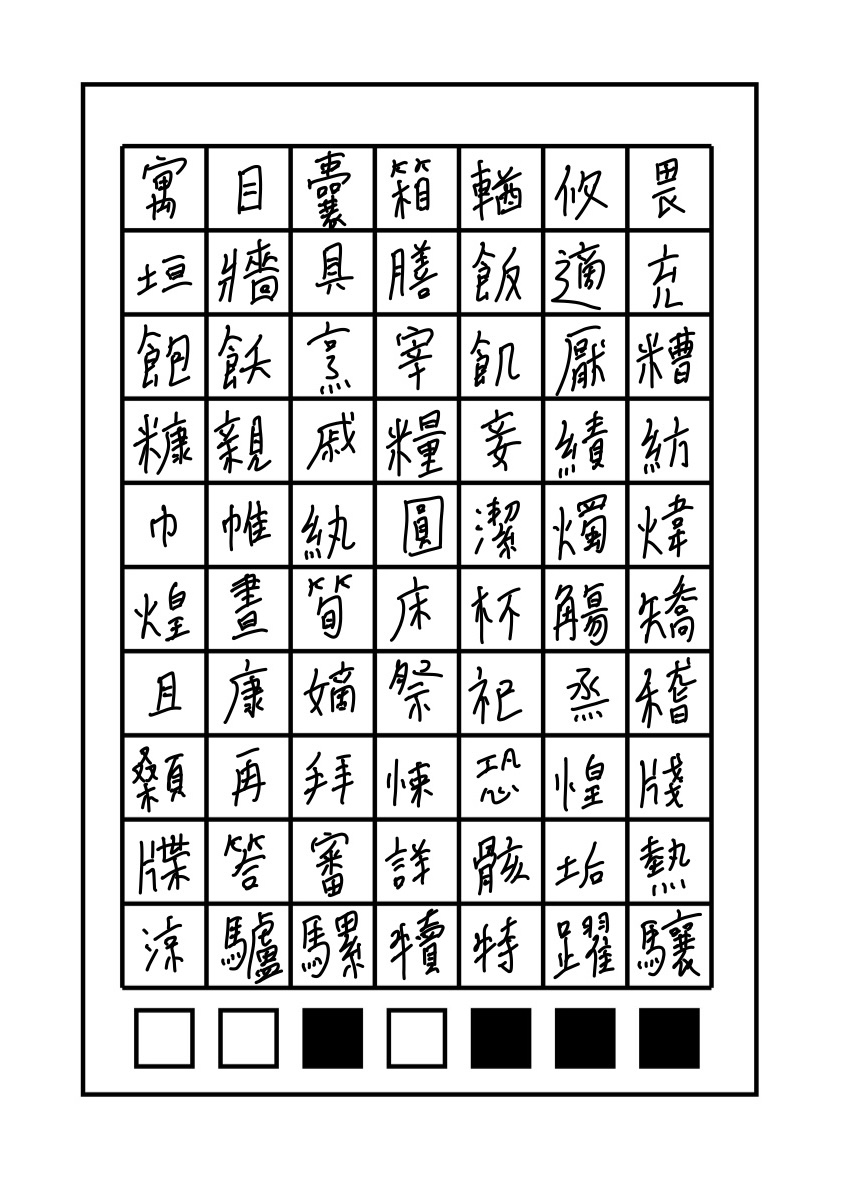 寓目囊箱輶攸畏
垣牆具膳飯適充
飽飫烹宰飢厭糟
糠親戚糧妾績紡
巾帷紈圓潔燭煒
煌晝筍床杯觴矯
且康嫡祭祀烝稽
顙再拜悚恐惶牋
牒答審詳骸垢熱
涼驢騾犢特躍驤